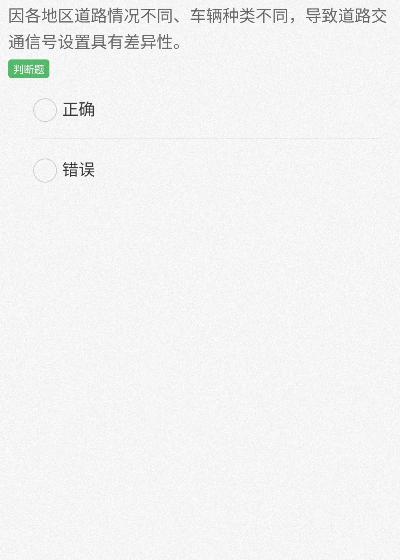 因各地区道路情况不同、车辆种类不同，导致道路交
通信号设置具有差异性。
判断题
正确
错误